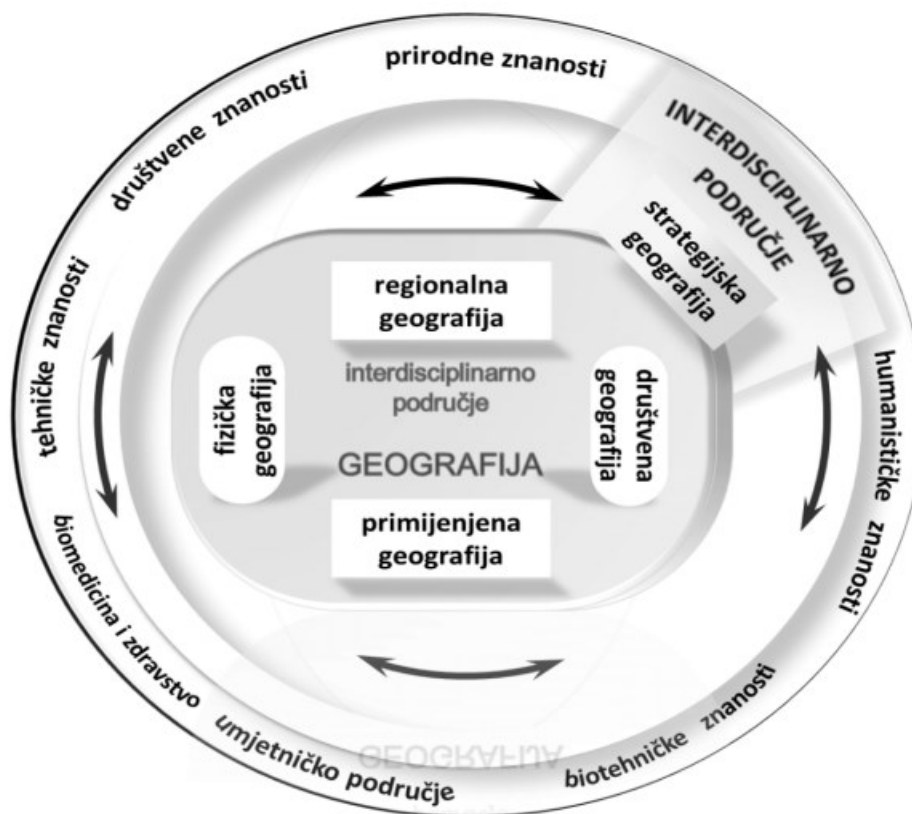 prirodne znanosti
društvene znanosti
tehničke znanosti
biomedicina i zdravstvo
umjetničko područje
biotehničke znanosti
humanističke znanosti
INTERDISCIPLINARNO
PODRUČJE
strategijska
geografija
regionalna
geografija
interdisciplinarno
područje
fizička
geografija
društvena
geografija
GEOGRAFIJA
primijenjena
geografija
GEOGRAFIJA